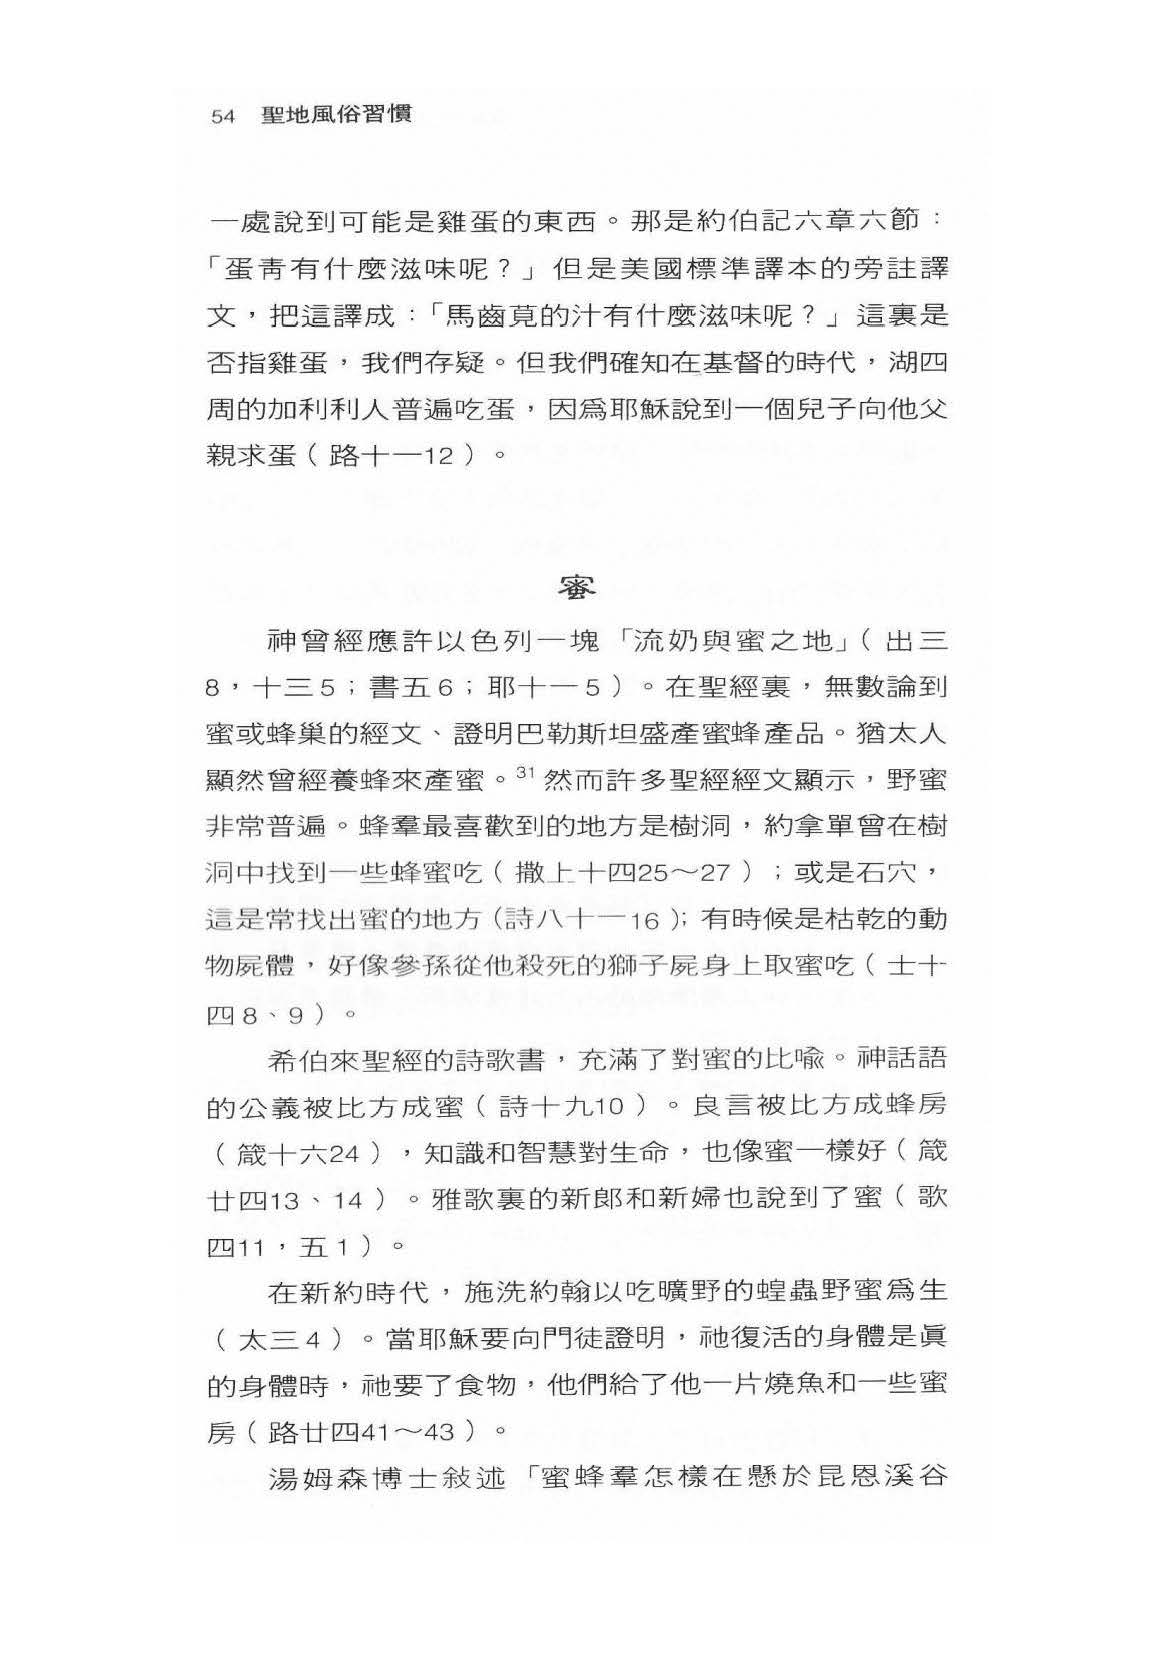 54 聖地風俗習慣
一處說到可能是雞蛋的東西。那是約伯記六章六節：
「蛋靑有什麼滋味呢？」但是美國標準譯本的旁註譯
文，把這譯成：「馬齒莧的汁有什麼滋味呢？」這裏是
否指雞蛋，我們存疑。但我們確知在基督的時代，湖四
周的加利利人普遍吃蛋，因爲耶穌說到一個兒子向他父
親求蛋（路十一12）。
蜜
神曾經應許以色列一塊「流奶與蜜之地」（出三
8，十三5；書五6；耶十一5）。在聖經裏，無數論到
蜜或蜂巢的經文、證明巴勒斯坦盛產蜜蜂產品。猶太人
顯然曾經養蜂來產蜜。31 然而許多聖經經文顯示，野蜜
非常普遍。蜂羣最喜歡到的地方是樹洞，約拿單曾在樹
洞中找到一些蜂蜜吃（撒上十四25～27）；或是石穴，
這是常找出蜜的地方（詩八十一16）；有時候是枯乾的動
物屍體，好像參孫從他殺死的獅子屍身上取蜜吃（士十
四8、9）。
希伯來聖經的詩歌書，充滿了對蜜的比喩。神話語
的公義被比方成蜜（詩十九10）。良言被比方成蜂房
（箴十六24），知識和智慧對生命，也像蜜一樣好（箴
廿四13、14）。雅歌裏的新郎和新婦也說到了蜜（歌
四11，五1）。
在新約時代，施洗約翰以吃曠野的蝗蟲野蜜爲生
（太三4）。當耶穌要向門徒證明，祂復活的身體是眞
的身體時，祂要了食物，他們給了他一片燒魚和一些蜜
房（路廿四41～43）。
湯姆森博士敍述「蜜蜂羣怎樣在懸於昆恩溪谷